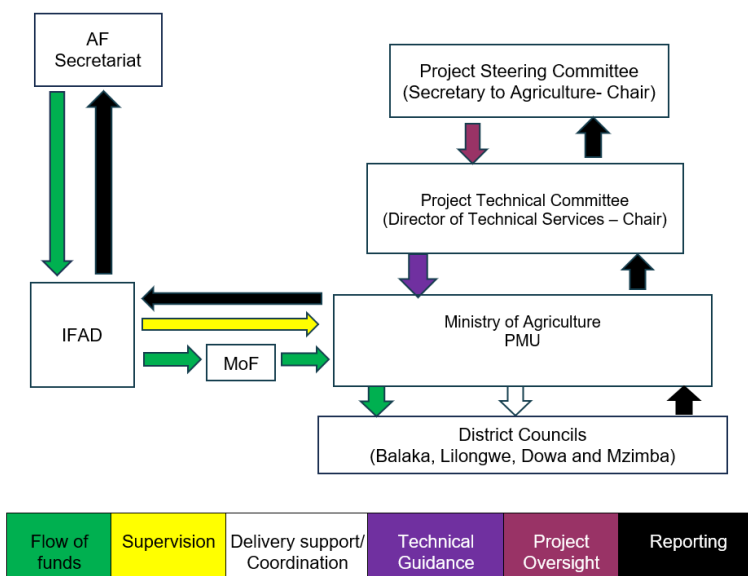 AF
Secretariat
Project Steering Committee
(Secretary to Agriculture- Chair)
Project Technical Committee
(Director of Technical Services – Chair)
IFAD
Ministry of Agriculture
PMU
MoF
District Councils
(Balaka, Lilongwe, Dowa and Mzimba)
Flow of
funds
Supervision
Delivery support/
Coordination
Technical
Guidance
Project
Oversight
Reporting